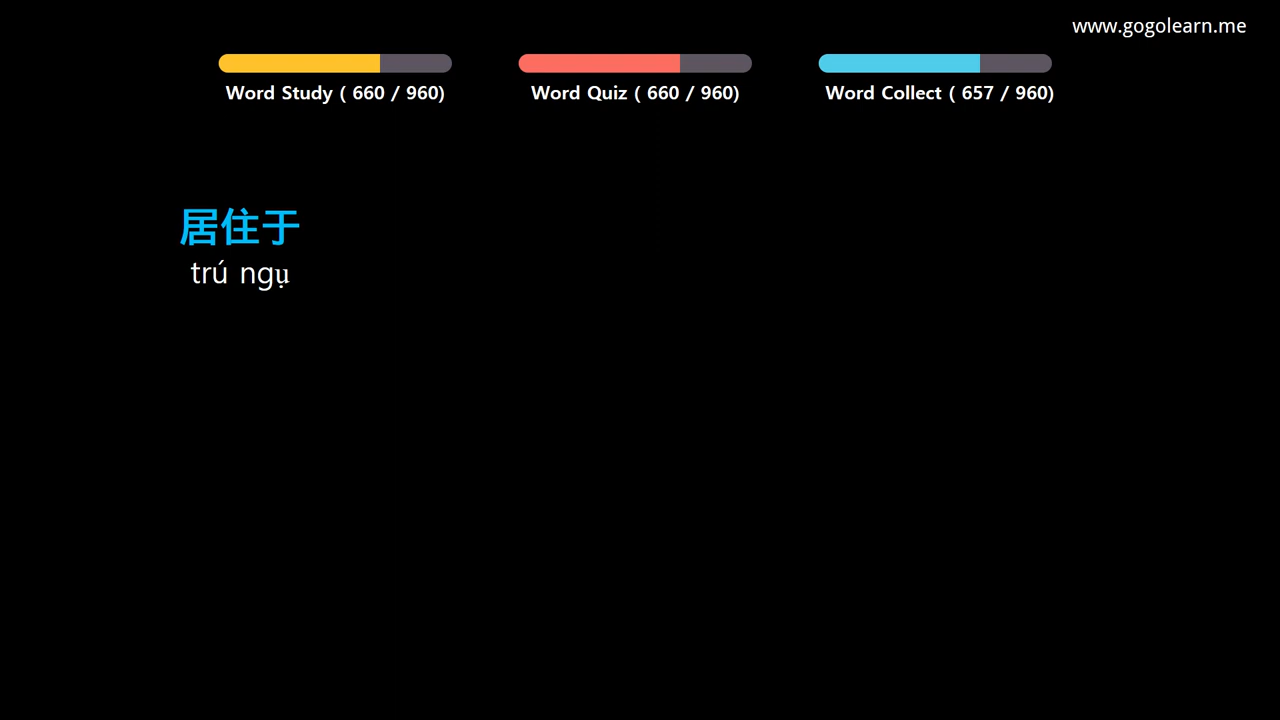 www.gogolearn.me
Word Study ( 660 / 960)
Word Quiz ( 660 / 960)
Word Collect ( 657 / 960)
居住于
trú ngụ